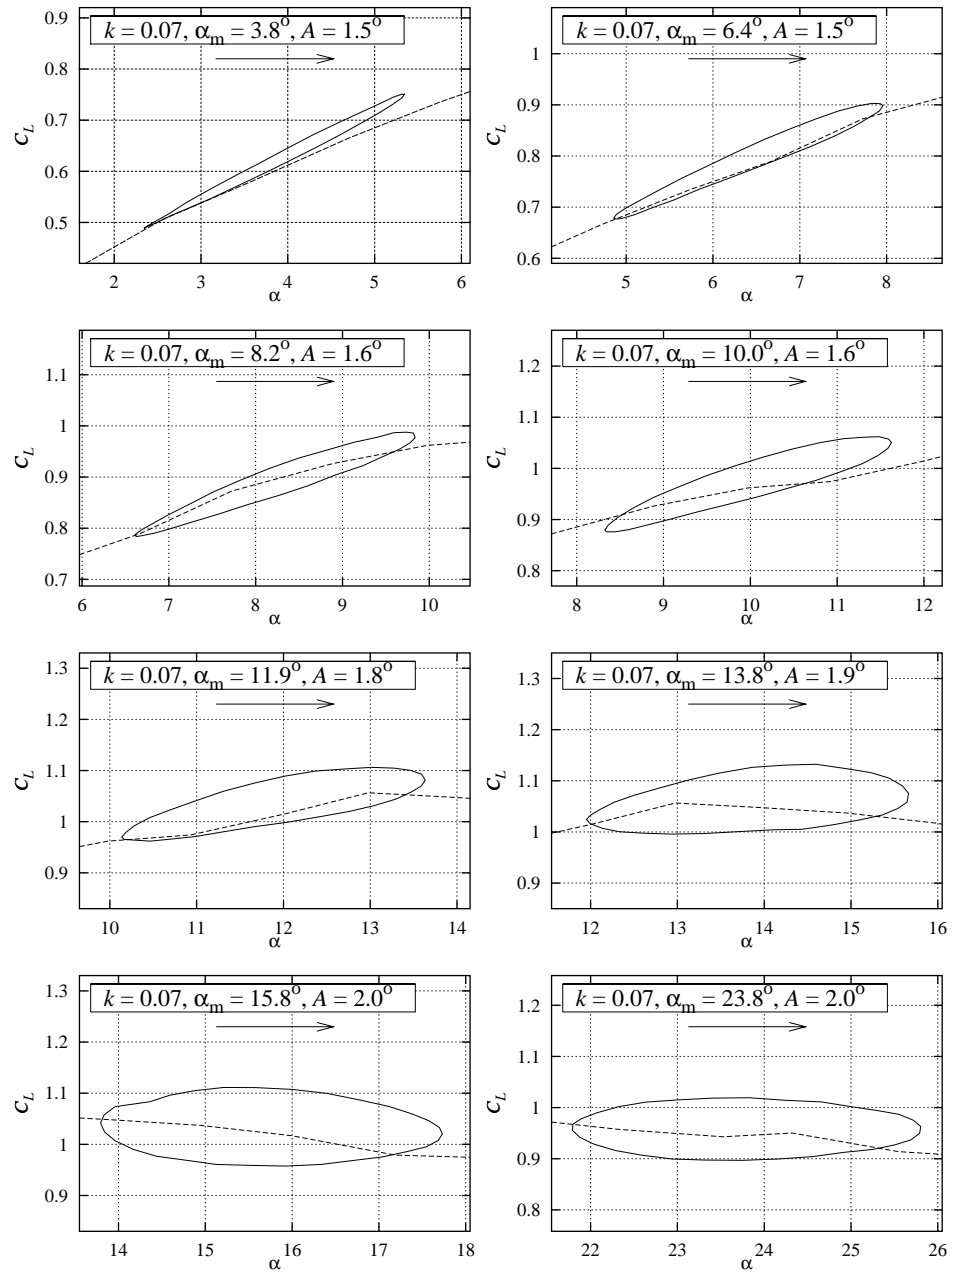 k = 0.07, αm = 3.8°, A = 1.5°
0.9
0.8
0.7
0.6
0.5
cL
2 3 4 5 6
α
k = 0.07, αm = 6.4°, A = 1.5°
1
0.9
0.8
0.7
0.6
cL
5 6 7 8
α
k = 0.07, αm = 8.2°, A = 1.6°
1.1
1
0.9
0.8
0.7
cL
6 7 8 9 10
α
k = 0.07, αm = 10.0°, A = 1.6°
1.2
1.1
1
0.9
0.8
cL
8 9 10 11 12
α
k = 0.07, αm = 11.9°, A = 1.8°
1.3
1.2
1.1
1
0.9
cL
10 11 12 13 14
α
k = 0.07, αm = 13.8°, A = 1.9°
1.3
1.2
1.1
1
0.9
cL
12 13 14 15 16
α
k = 0.07, αm = 15.8°, A = 2.0°
1.3
1.2
1.1
1
0.9
cL
14 15 16 17 18
α
k = 0.07, αm = 23.8°, A = 2.0°
1.2
1.1
1
0.9
0.8
cL
22 23 24 25 26
α